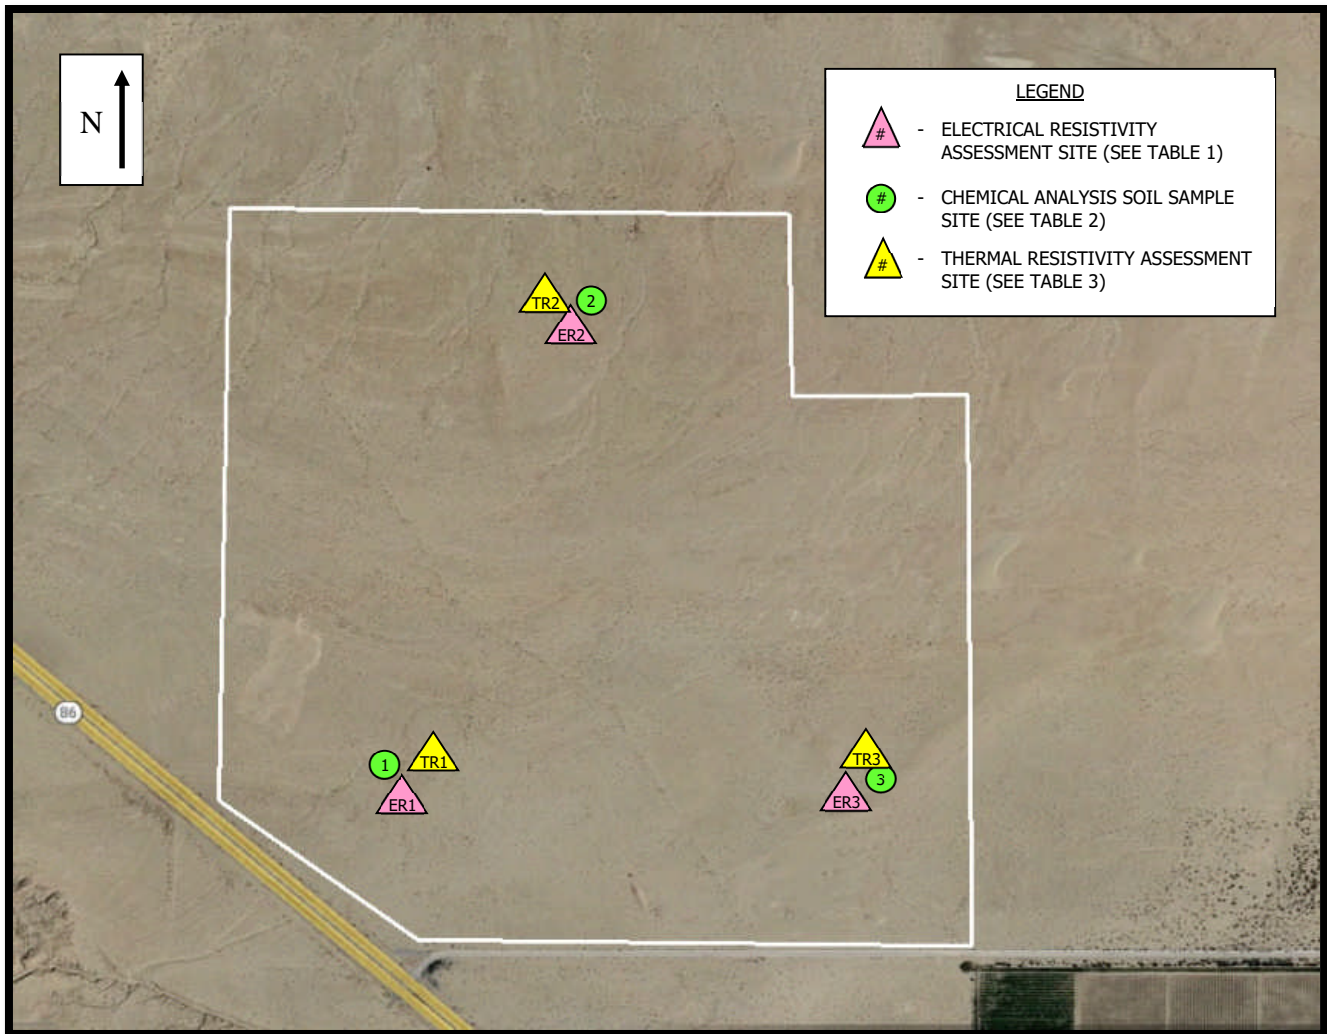 N
LEGEND
# - ELECTRICAL RESISTIVITY
ASSESSMENT SITE (SEE TABLE 1)
# - CHEMICAL ANALYSIS SOIL SAMPLE
SITE (SEE TABLE 2)
# - THERMAL RESISTIVITY ASSESSMENT
SITE (SEE TABLE 3)
TR2
2
ER2
86
1
TR1
ER1
TR3
3
ER3